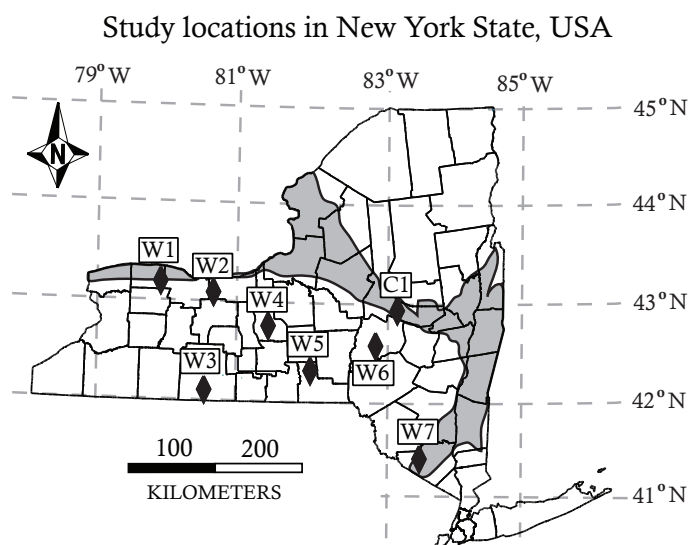 Study locations in New York State, USA
79°W 81°W 83°W 85°W
45°N
N
44°N
W1
W2
C1
43°N
W4
W5
W3
W6
42°N
W7
100 200
KILOMETERS
41°N